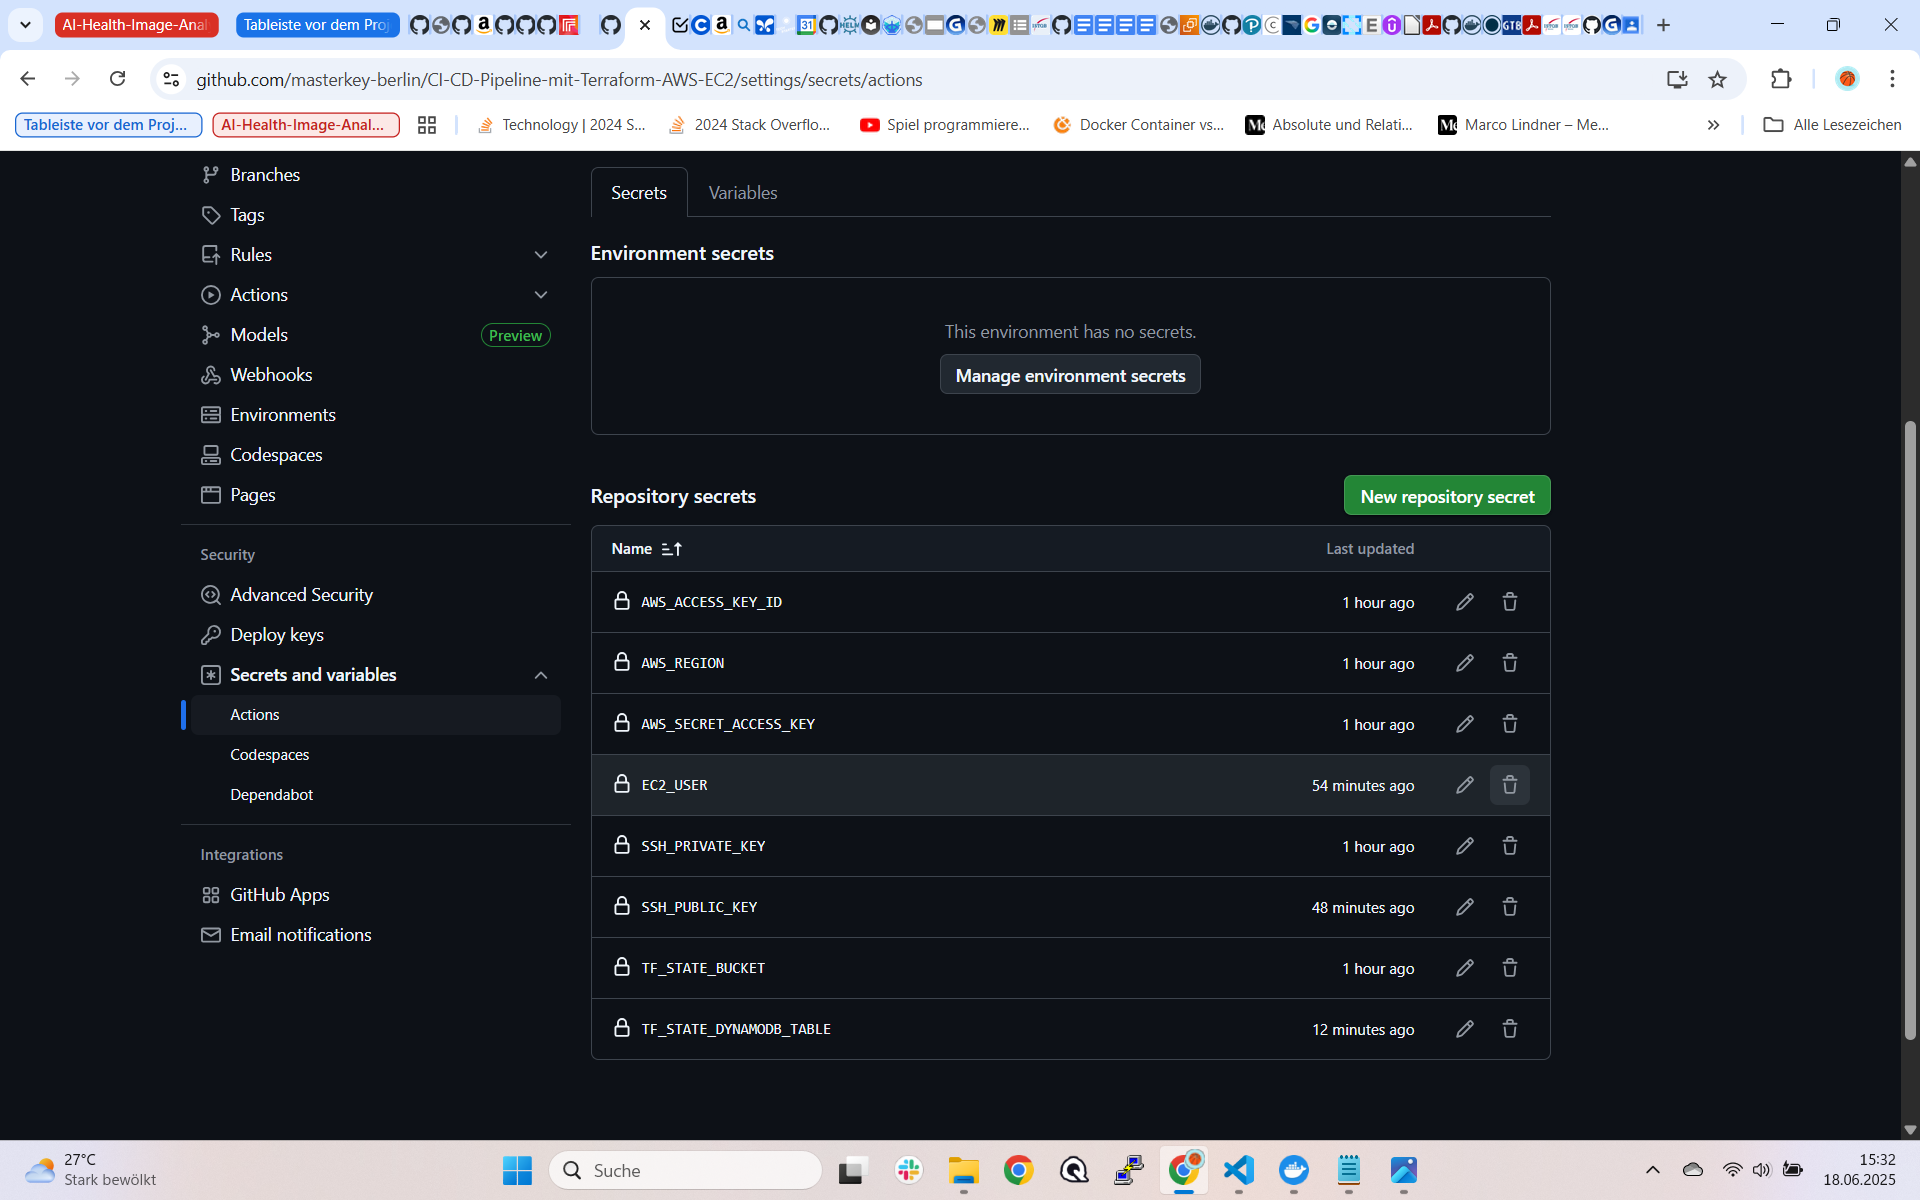 AI-Health-Image-Anal
Tableiste vor dem Proj
github.com/masterkey-berlin/CI-CD-Pipeline-mit-Terraform-AWS-EC2/settings/secrets/actions
Tableiste vor dem Proj...
AI-Health-Image-Anal...
Technology | 2024 S...
2024 Stack Overflo...
Spiel programmiere...
Docker Container vs...
Absolute und Relati...
Marco Lindner – Me...
Alle Lesezeichen
Branches
Tags
Rules
Actions
Models
Preview
Webhooks
Environments
Codespaces
Pages
Security
Advanced Security
Deploy keys
Secrets and variables
Actions
Codespaces
Dependabot
Integrations
GitHub Apps
Email notifications
Secrets
Variables
Environment secrets
This environment has no secrets.
Manage environment secrets
Repository secrets
New repository secret
Name
Last updated
AWS_ACCESS_KEY_ID
1 hour ago
AWS_REGION
1 hour ago
AWS_SECRET_ACCESS_KEY
1 hour ago
EC2_USER
54 minutes ago
SSH_PRIVATE_KEY
1 hour ago
SSH_PUBLIC_KEY
48 minutes ago
TF_STATE_BUCKET
1 hour ago
TF_STATE_DYNAMODB_TABLE
12 minutes ago
27°C
Stark bewölkt
Suche
15:32
18.06.2025